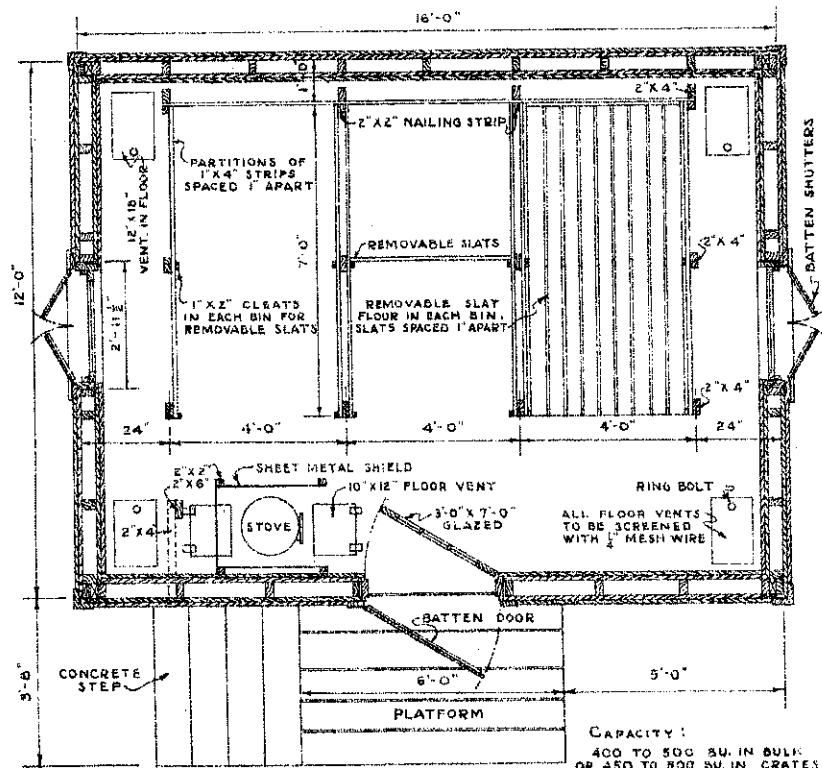 16'-0"
1'-0"
2"X4"
2"X2" NAILING STRIP
PARTITIONS OF
1"X4" STRIPS
SPACED 1" APART
12"X18"
VENT. IN FLOOR
BATTEN SHUTTERS
7'-0"
REMOVABLE SLATS
2"X4"
12'-0"
1"X2" CLEATS
IN EACH BIN FOR
REMOVABLE SLATS
REMOVABLE SLAT
FLOOR IN EACH BIN.
SLATS SPACED 1" APART
2"X4"
24"
4'-0"
4'-0"
4'-0"
24"
2"X2"
2"X6"
SHEET METAL SHIELD
10"X12" FLOOR VENT
RING BOLT
2"X4"
STOVE
3'-0"X7'-0"
GLAZED
ALL FLOOR VENTS
TO BE SCREENED
WITH 1/4" MESH WIRE
BATTEN DOOR
CONCRETE
STEP
3'-8"
6'-0"
5'-0"
PLATFORM
CAPACITY:
400 TO 500 BU. IN BULK